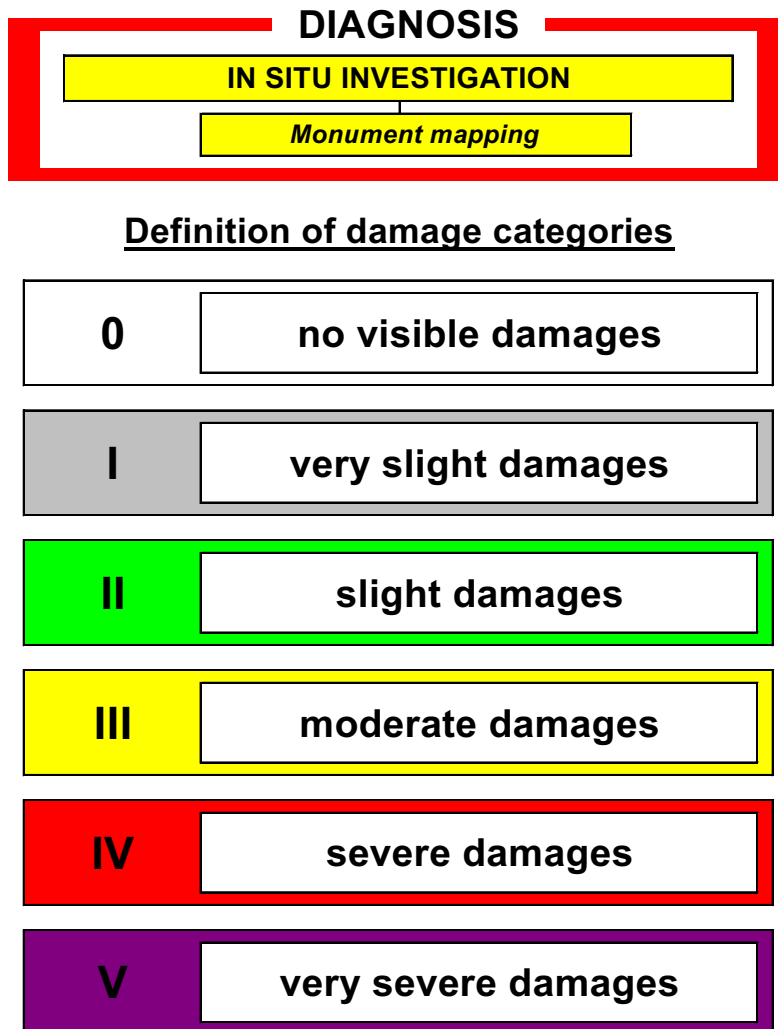 DIAGNOSIS
IN SITU INVESTIGATION
Monument mapping
Definition of damage categories
0 no visible damages
I very slight damages
II slight damages
III moderate damages
IV severe damages
V very severe damages